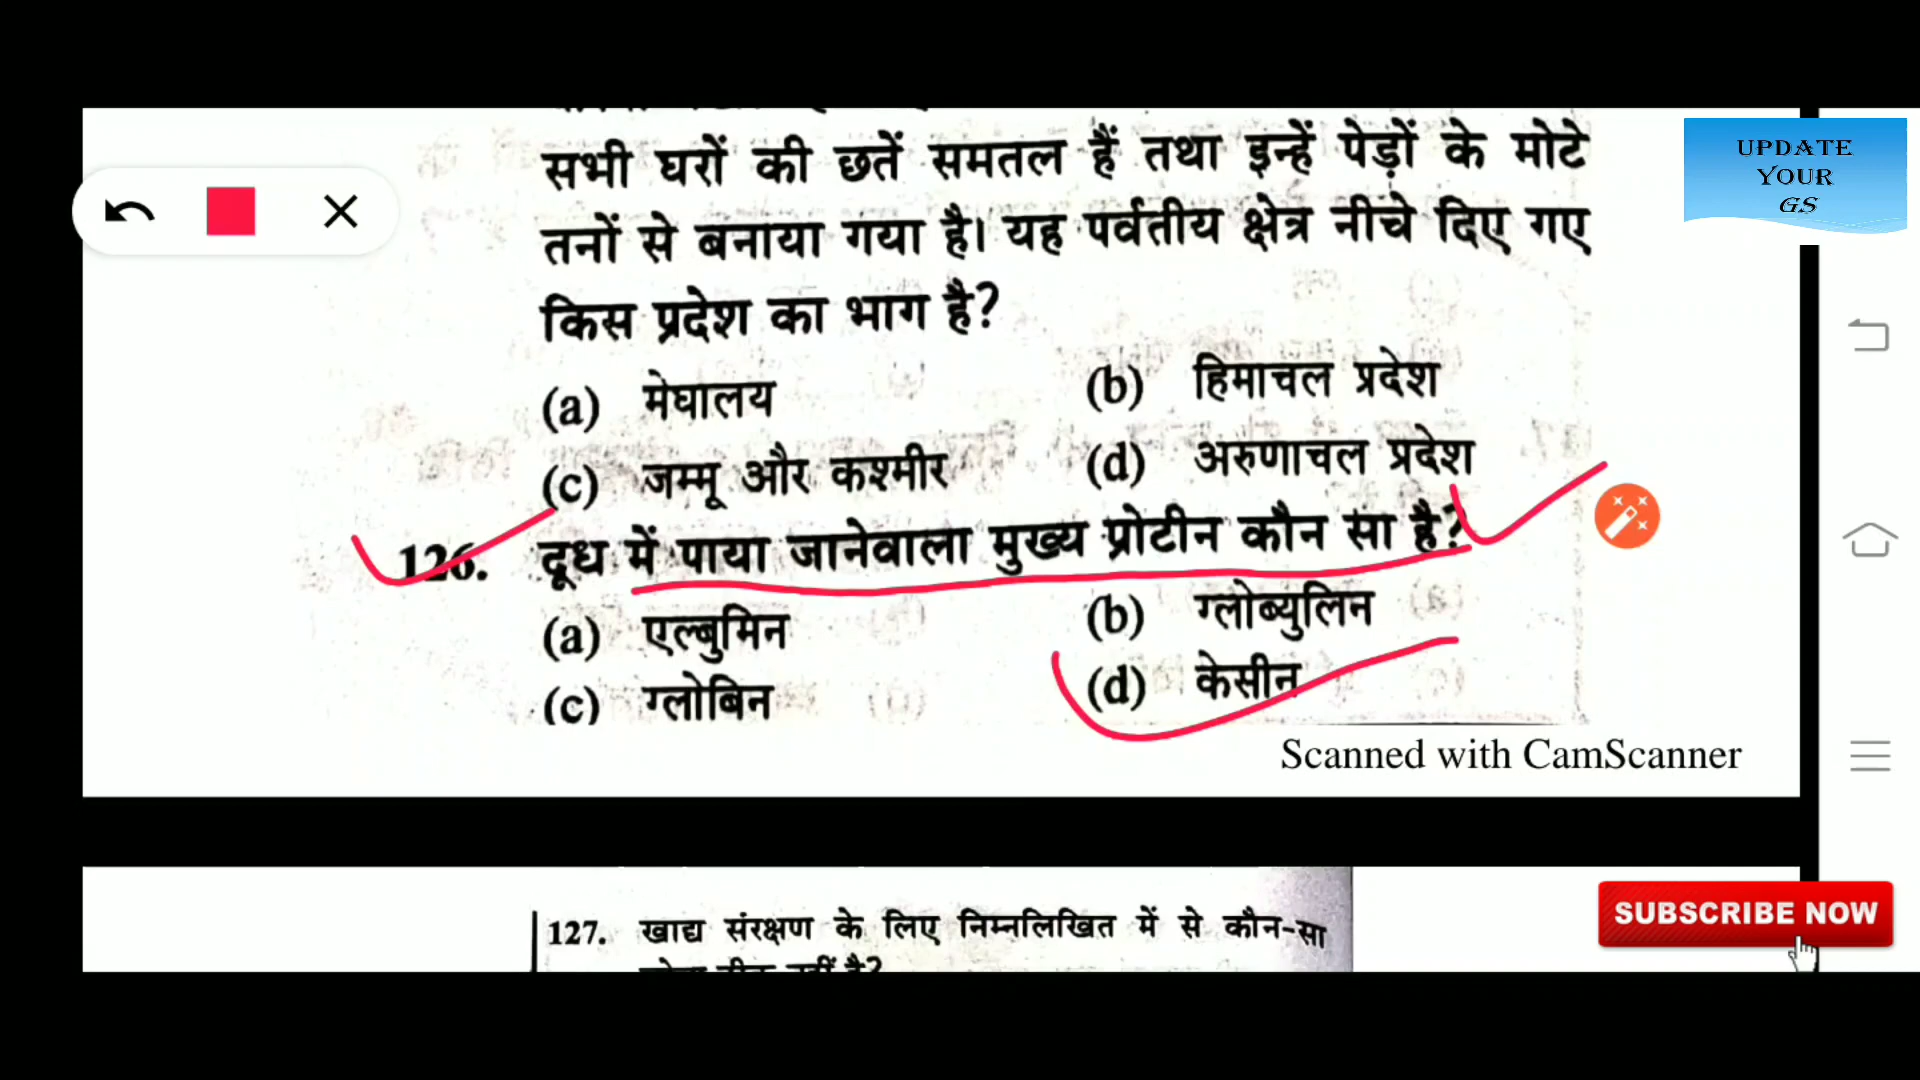 सभी घरों की छतें समतल हैं तथा इन्हें पेड़ों के मोटे
तनों से बनाया गया है। यह पर्वतीय क्षेत्र नीचे दिए गए
किस प्रदेश का भाग है?
(a) मेघालय (b) हिमाचल प्रदेश
(c) जम्मू और कश्मीर (d) अरुणाचल प्रदेश
126. दूध में पाया जानेवाला मुख्य प्रोटीन कौन सा है?
(a) एल्बुमिन (b) ग्लोब्युलिन
(c) ग्लोबिन (d) केसीन
Scanned with CamScanner
127. खाद्य संरक्षण के लिए निम्नलिखित में से कौन-सा
UPDATE
YOUR
GS
SUBSCRIBE NOW